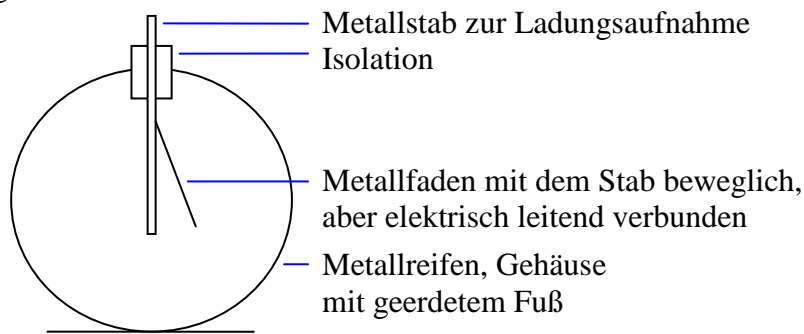 Metallstab zur Ladungsaufnahme
Isolation
Metallfaden mit dem Stab beweglich,
aber elektrisch leitend verbunden
Metallreifen, Gehäuse
mit geerdetem Fuß